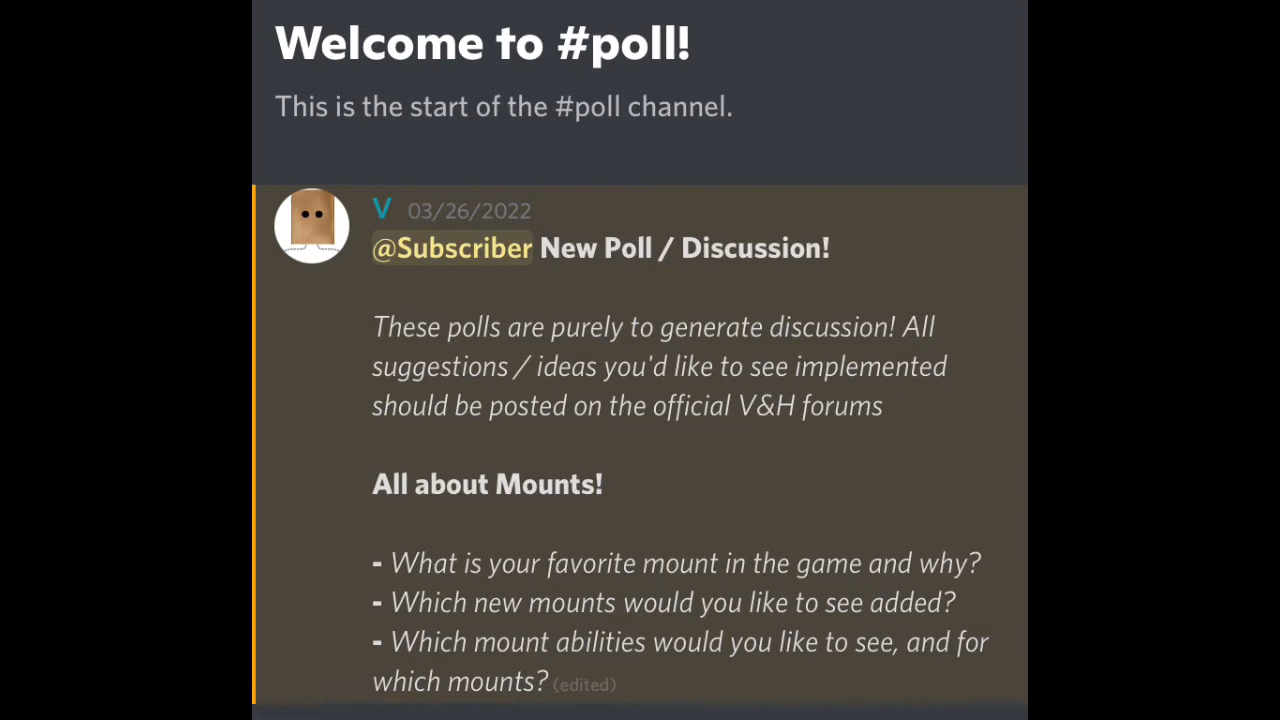 Welcome to #poll!
This is the start of the #poll channel.
V 03/26/2022
@Subscriber New Poll / Discussion!
These polls are purely to generate discussion! All
suggestions / ideas you'd like to see implemented
should be posted on the official V&H forums
All about Mounts!
- What is your favorite mount in the game and why?
- Which new mounts would you like to see added?
- Which mount abilities would you like to see, and for
which mounts? (edited)